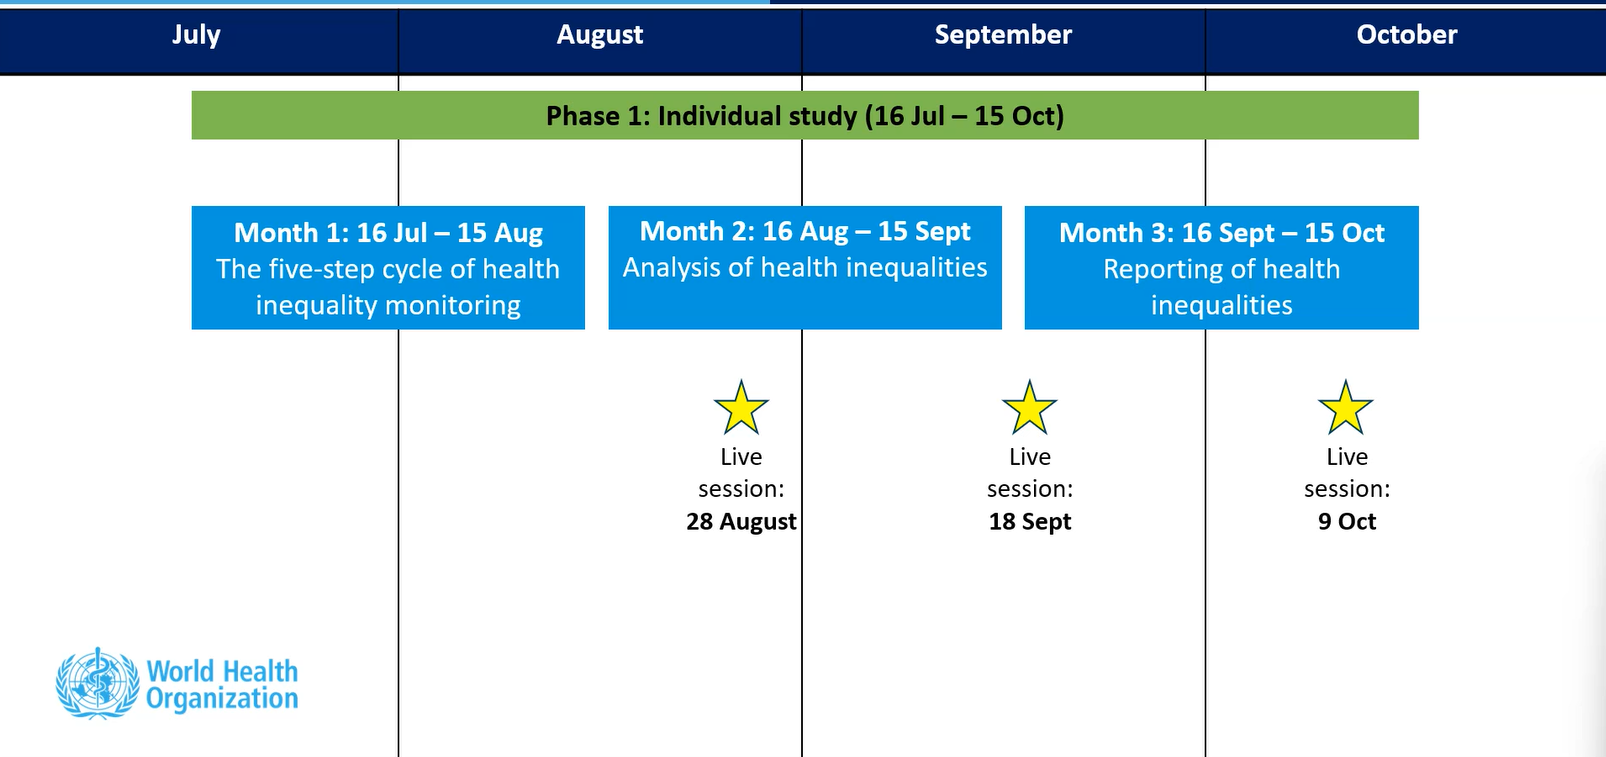 July
August
September
October
Phase 1: Individual study (16 Jul – 15 Oct)
Month 1: 16 Jul – 15 Aug
The five-step cycle of health
inequality monitoring
Month 2: 16 Aug – 15 Sept
Analysis of health inequalities
Month 3: 16 Sept – 15 Oct
Reporting of health
inequalities
Live
session:
28 August
Live
session:
18 Sept
Live
session:
9 Oct
World Health
Organization